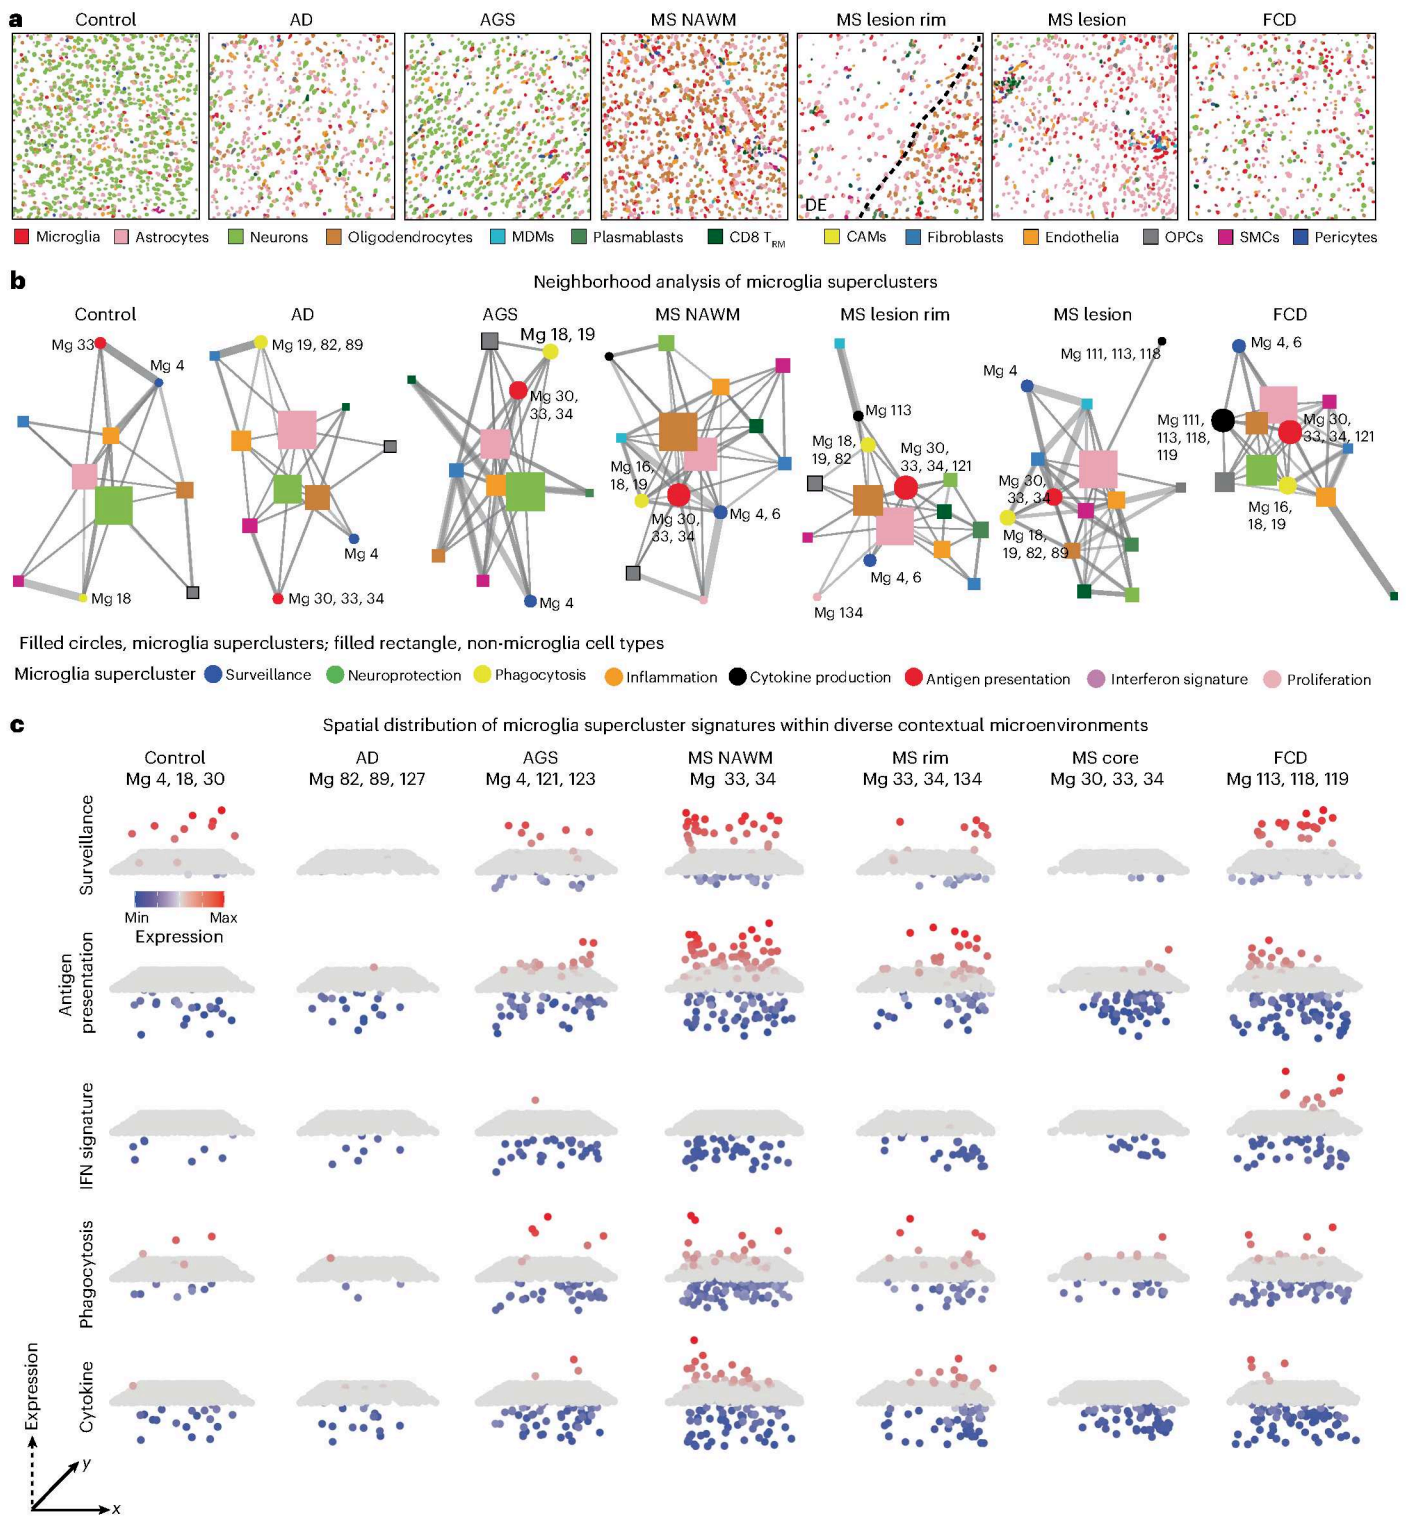 a
Control AD AGS MS NAWM MS lesion rim MS lesion FCD
DE
Microglia Astrocytes Neurons Oligodendrocytes MDMs Plasmablasts CD8 TRM CAMs Fibroblasts Endothelia OPCs SMCs Pericytes
b
Neighborhood analysis of microglia superclusters
Control AD AGS MS NAWM MS lesion rim MS lesion FCD
Mg 33
Mg 4
Mg 18
Mg 19, 82, 89
Mg 4
Mg 30, 33, 34
Mg 18, 19
Mg 30,
33, 34
Mg 4
Mg 16,
18, 19
Mg 30,
33, 34
Mg 4, 6
Mg 113
Mg 18,
19, 82
Mg 30,
33, 34, 121
Mg 4, 6
Mg 134
Mg 111, 113, 118
Mg 4
Mg 30,
33, 34
Mg 18,
19, 82, 89
Mg 4, 6
Mg 111,
113, 118,
119
Mg 30,
33, 34, 121
Mg 16,
18, 19
Filled circles, microglia superclusters; filled rectangle, non-microglia cell types
Microglia supercluster Surveillance Neuroprotection Phagocytosis Inflammation Cytokine production Antigen presentation Interferon signature Proliferation
c
Spatial distribution of microglia supercluster signatures within diverse contextual microenvironments
Control AD AGS MS NAWM MS rim MS core FCD
Mg 4, 18, 30 Mg 82, 89, 127 Mg 4, 121, 123 Mg 33, 34 Mg 33, 34, 134 Mg 30, 33, 34 Mg 113, 118, 119
Surveillance
Min Max
Expression
Antigen
presentation
IFN signature
Phagocytosis
Cytokine
Expression
y
x